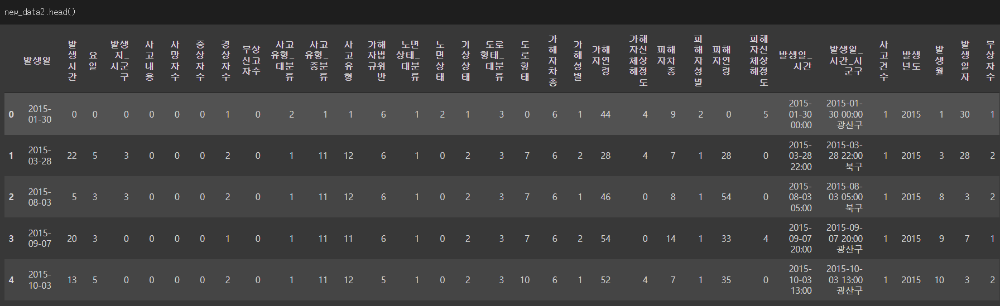 new_data2.head()
발생일 발생시간 요일 발생지_시군구 사고내용 사망자수 중상자수 경상자수 부상신고자수 사고유형_대분류 사고유형_중분류 사고유형 가해자법규위반 노면상태_대분류 노면상태 기상상태 도로형태_대분류 도로형태 가해자차종 가해성별 가해자연령 가해자신체상해정도 피해자차종 피해자성별 피해자연령 피해자신체상해정도 발생일_시간 발생일_시간_시군구 사고건수 발생년도 발생월 발생일자 부상자수
0 2015-01-30 0 0 0 0 0 0 1 0 2 1 1 6 1 2 1 3 0 6 1 44 4 9 2 0 5 2015-01-30 00:00 2015-01-30 00:00 광산구 1 2015 1 30 1
1 2015-03-28 22 5 3 0 0 0 2 0 1 11 12 6 1 0 2 3 7 6 2 28 4 7 1 28 0 2015-03-28 22:00 2015-03-28 22:00 북구 1 2015 3 28 2
2 2015-08-03 5 3 3 0 0 0 2 0 1 11 12 6 1 0 2 3 7 6 1 46 0 8 1 54 0 2015-08-03 05:00 2015-08-03 05:00 북구 1 2015 8 3 2
3 2015-09-07 20 3 0 0 0 0 1 0 1 11 11 6 1 0 2 3 7 6 2 54 0 14 1 33 4 2015-09-07 20:00 2015-09-07 20:00 광산구 1 2015 9 7 1
4 2015-10-03 13 5 0 0 0 0 2 0 1 11 12 5 1 0 2 3 10 6 1 52 4 7 1 35 0 2015-10-03 13:00 2015-10-03 13:00 광산구 1 2015 10 3 2